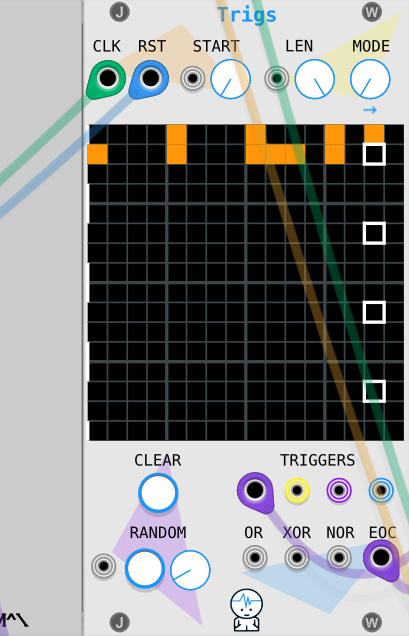 J
W
Trigs
CLK RST START LEN MODE
→
CLEAR TRIGGERS
RANDOM OR XOR NOR EOC
J
W